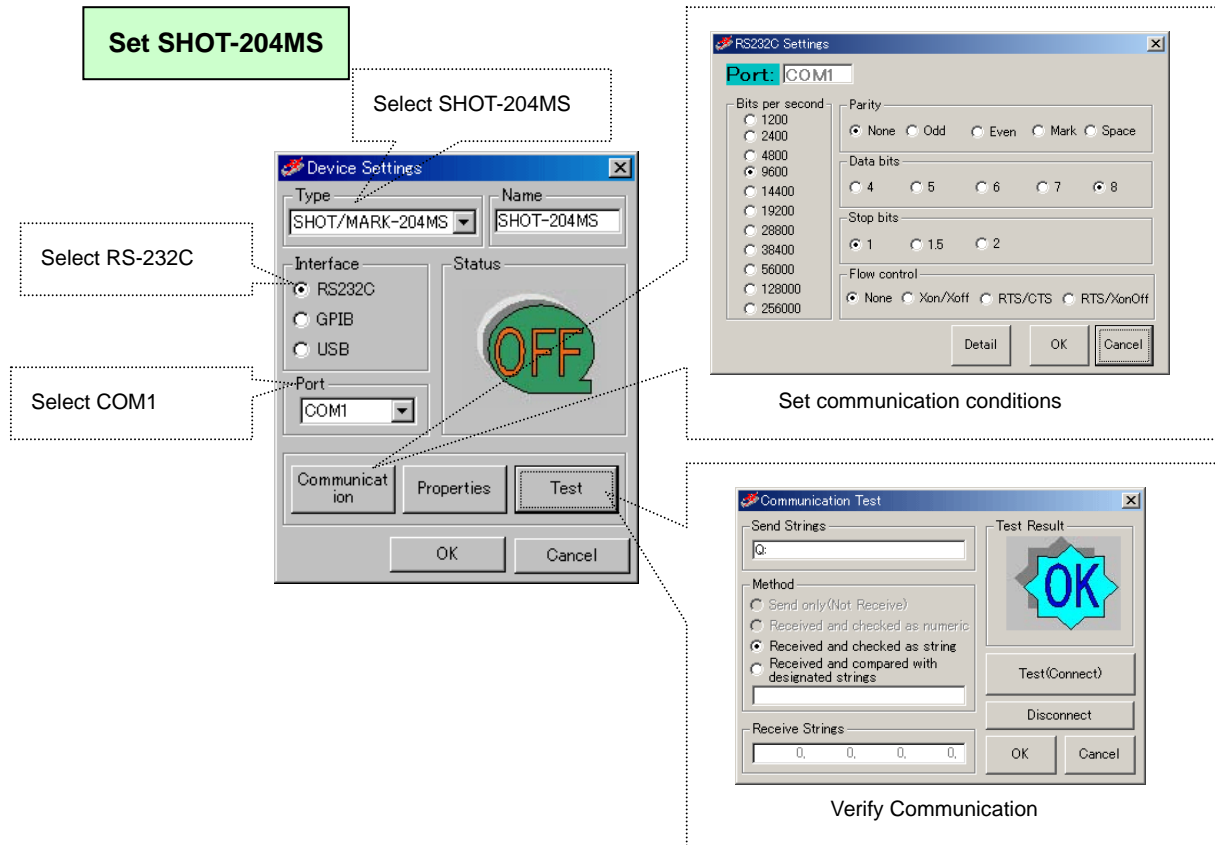 Set SHOT-204MS
Select SHOT-204MS
Select RS-232C
Select COM1
Device Settings
Type
SHOT/MARK-204MS
Name
SHOT-204MS
Interface
RS232C
GPIB
USB
Status
OFF
Port
COM1
Communicat
ion
Properties
Test
OK
Cancel
RS232C Settings
Port:
COM1
Bits per second
1200
2400
4800
9600
14400
19200
28800
38400
56000
128000
256000
Parity
None Odd Even Mark Space
Data bits
4 5 6 7 8
Stop bits
1 1.5 2
Flow control
None Xon/Xoff RTS/CTS RTS/XonOff
Detail
OK
Cancel
Set communication conditions
Communication Test
Send Strings
Q:
Method
Send only(Not Receive)
Received and checked as numeric
Received and checked as string
Received and compared with
designated strings
Receive Strings
0, 0, 0, 0,
Test Result
OK
Test(Connect)
Disconnect
OK
Cancel
Verify Communication